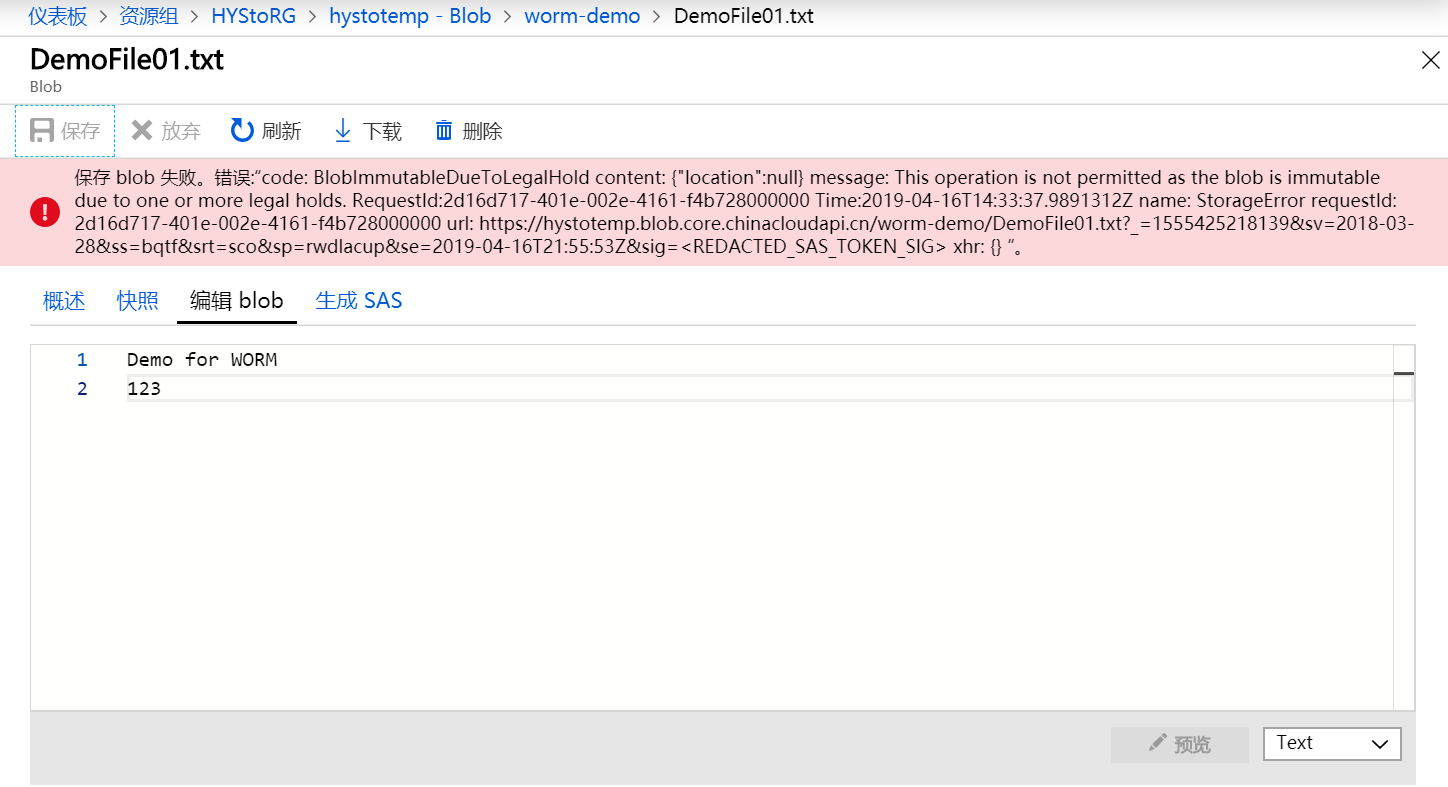 仪表板 > 资源组 > HYStoRG > hystotemp - Blob > worm-demo > DemoFile01.txt
DemoFile01.txt
Blob
保存 放弃 刷新 下载 删除
保存 blob 失败。错误:“code: BlobImmutableDueToLegalHold content: {"location":null} message: This operation is not permitted as the blob is immutable
due to one or more legal holds. RequestId:2d16d717-401e-002e-4161-f4b728000000 Time:2019-04-16T14:33:37.9891312Z name: StorageError requestId:
2d16d717-401e-002e-4161-f4b728000000 url: https://hystotemp.blob.core.chinacloudapi.cn/worm-demo/DemoFile01.txt?_=1555425218139&sv=2018-03-
28&ss=bqtf&srt=sco&sp=rwdlacup&se=2019-04-16T21:55:53Z&sig=<REDACTED_SAS_TOKEN_SIG> xhr: {} ”。
概述 快照 编辑 blob 生成 SAS
1 Demo for WORM
2 123
预览 Text